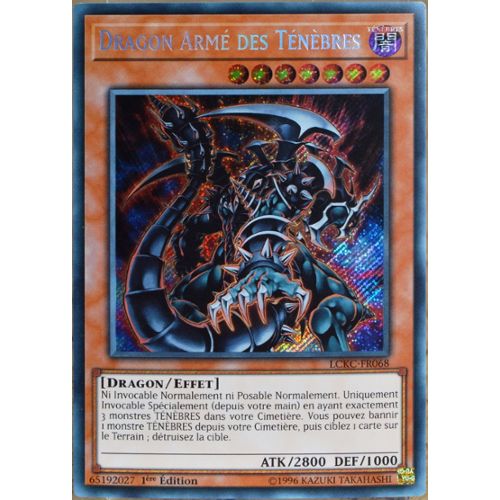 Dragon Armé des Ténèbres
TÉNÈBRES
闇
LCKC-FR068
[Dragon/Effet]
Ni Invocable Normalement ni Posable Normalement. Uniquement
Invocable Spécialement (depuis votre main) en ayant exactement
3 monstres TÉNÈBRES dans votre Cimetière. Vous pouvez bannir
1 monstre TÉNÈBRES depuis votre Cimetière, puis ciblez 1 carte sur
le Terrain ; détruisez la cible.
ATK/2800 DEF/1000
65192027 1ère Édition ©1996 KAZUKI TAKAHASHI